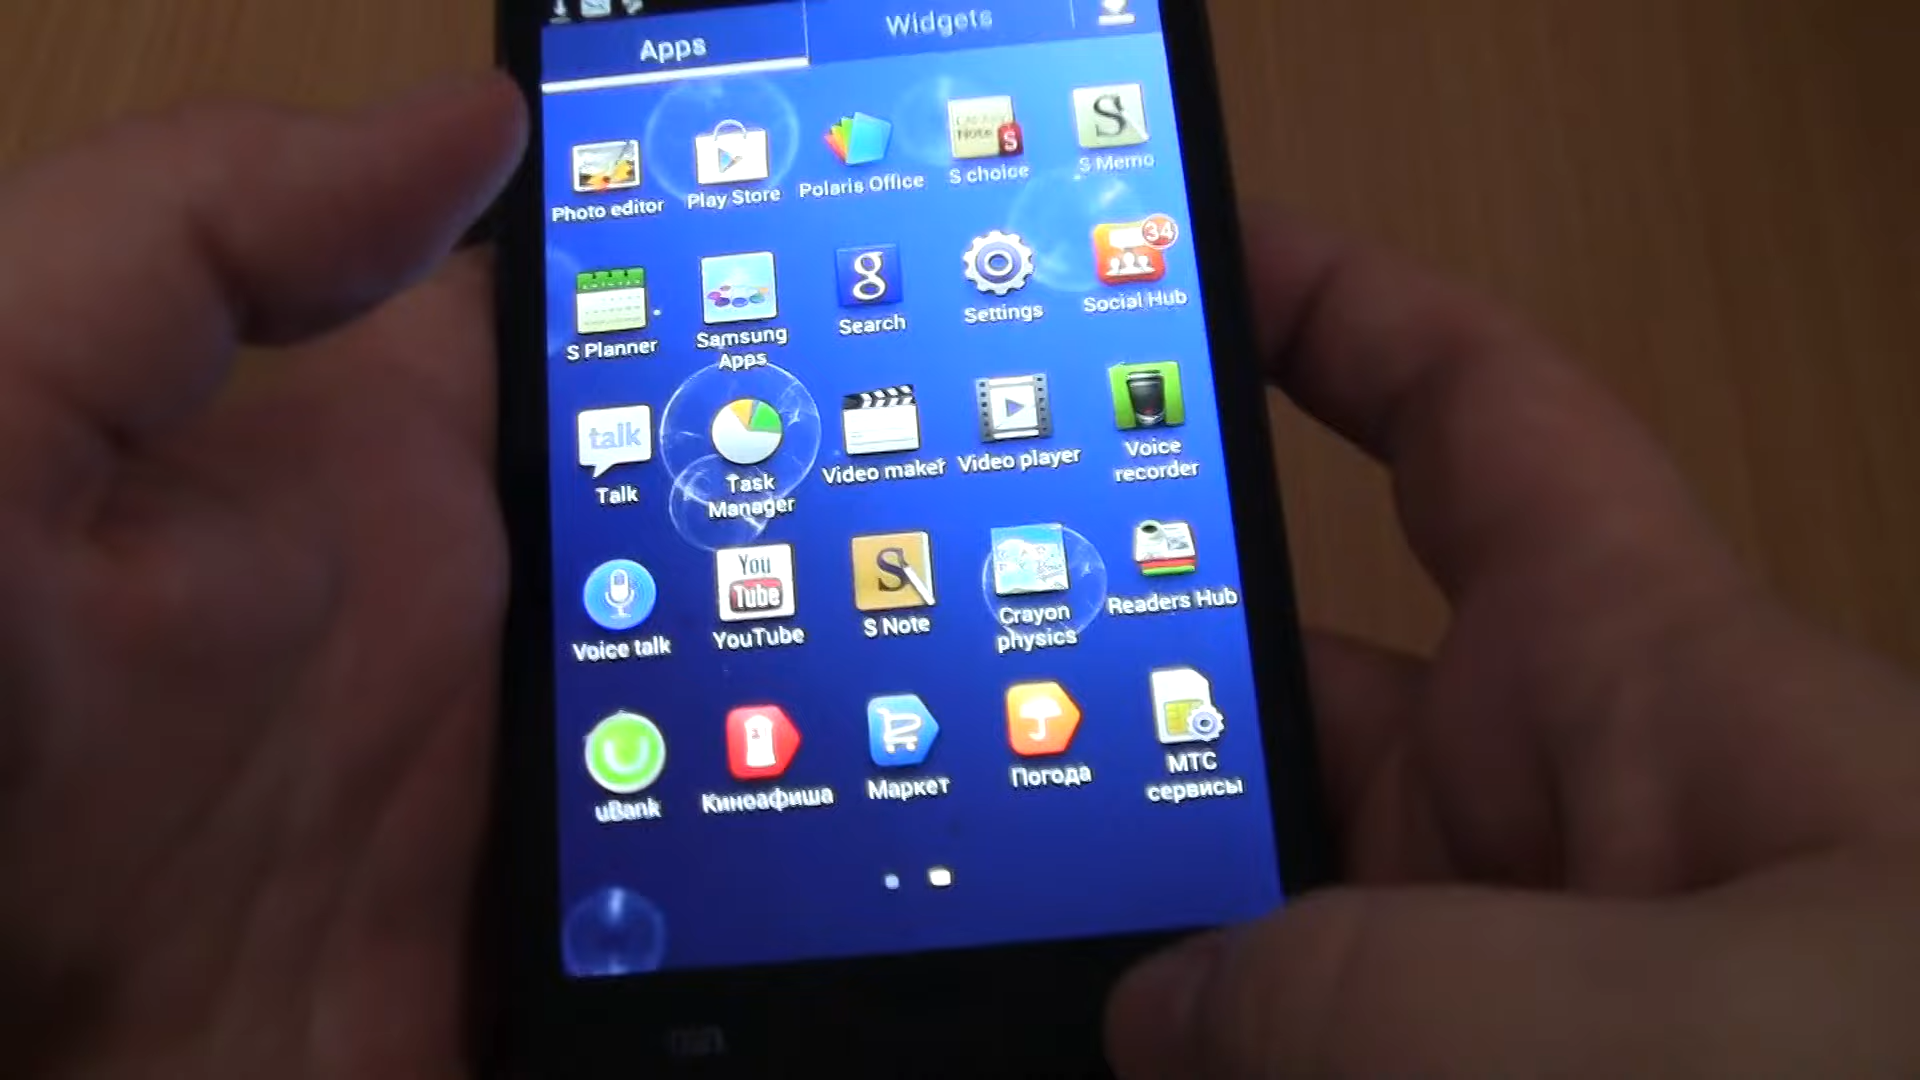 Apps
Widgets
Photo editor
Play Store
Polaris Office
Note S
S choice
S
S Memo
S Planner
Samsung
Apps
g
Search
Settings
34
Social Hub
talk
Talk
Task
Manager
Video maker
Video player
Voice
recorder
Voice talk
You
Tube
YouTube
S
S Note
Crayon
physics
Readers Hub
U
uBank
1
Киноафиша
Маркет
Погода
МТС
сервисы